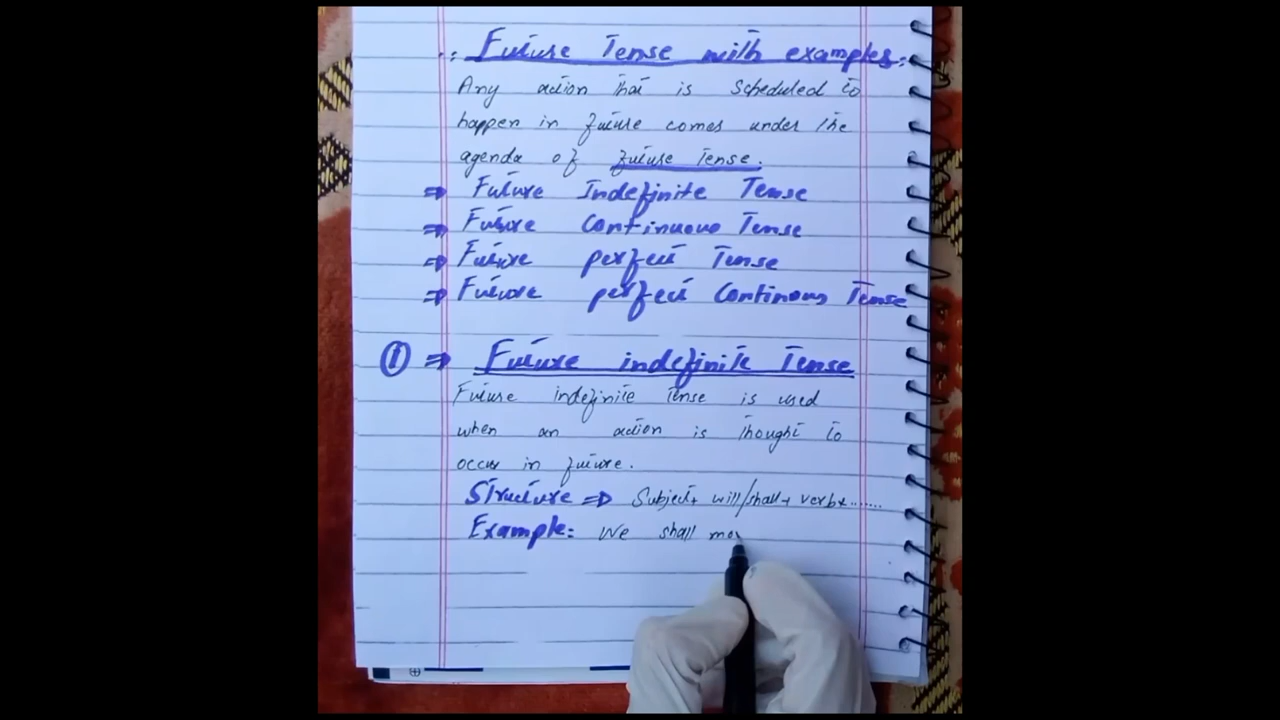 ∴ Future Tense with examples:
Any action that is scheduled to
happen in future comes under the
agenda of future tense.
⇒ Future Indefinite Tense
⇒ Future Continuous Tense
⇒ Future perfect Tense
⇒ Future perfect Continous Tense
① ⇒ Future indefinite Tense
Future indefinite tense is used
when an action is thought to
occur in future.
Structure ⇒ Subject+ will/shall+ verb+.......
Example: We shall